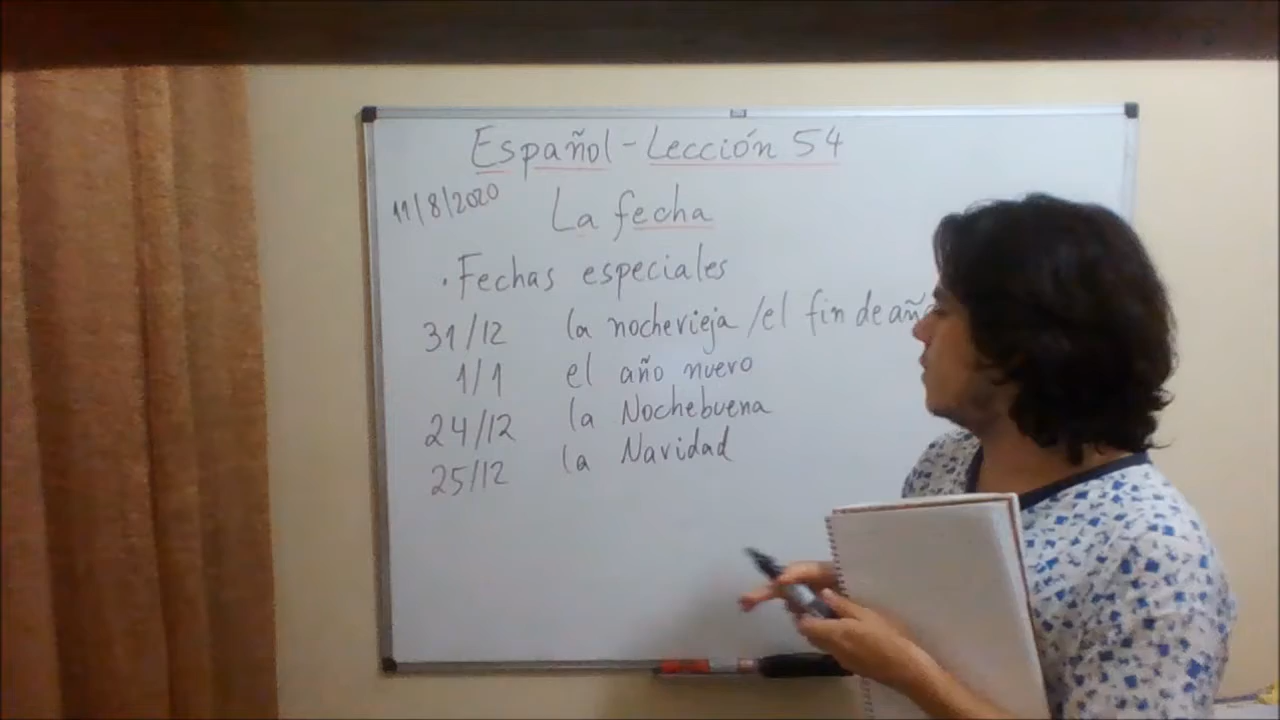 Español - Lección 54
11/8/2020
La fecha
· Fechas especiales
31/12 la nochevieja / el fin de año
1/1 el año nuevo
24/12 la Nochebuena
25/12 la Navidad